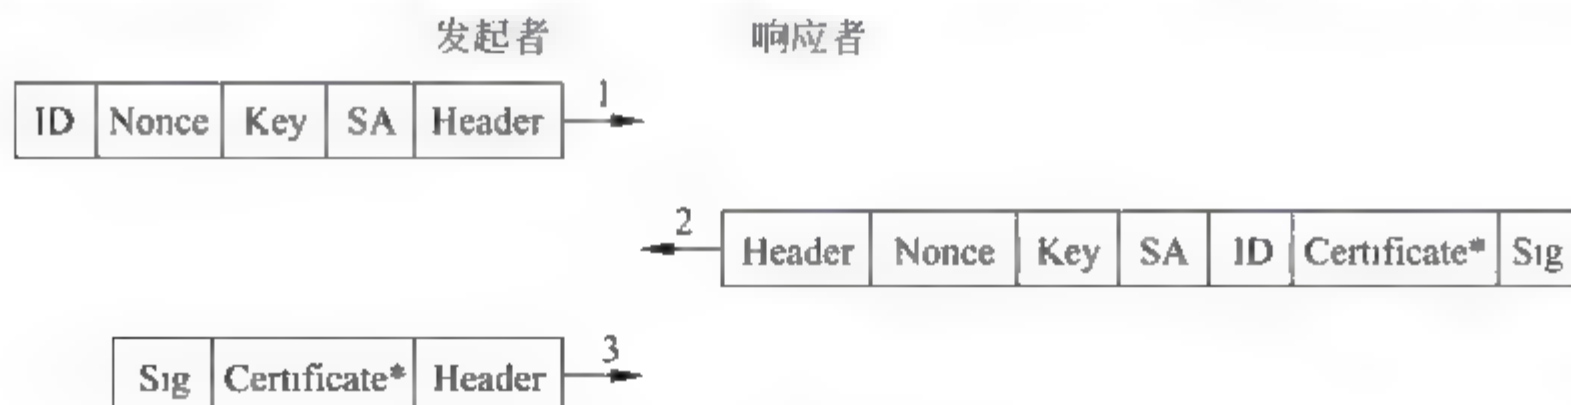 发起者 响应者
ID Nonce Key SA Header 1
2 Header Nonce Key SA ID Certificate* Sig
Sig Certificate* Header 3